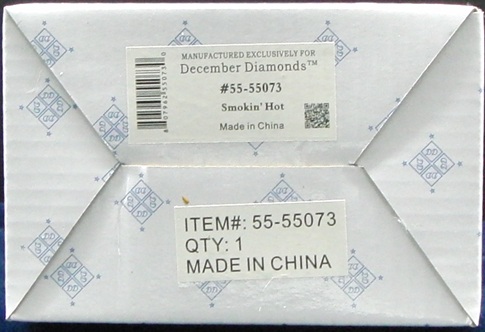 MANUFACTURED EXCLUSIVELY FOR
December Diamonds™
#55-55073
Smokin' Hot
Made in China
ITEM#: 55-55073
QTY: 1
MADE IN CHINA